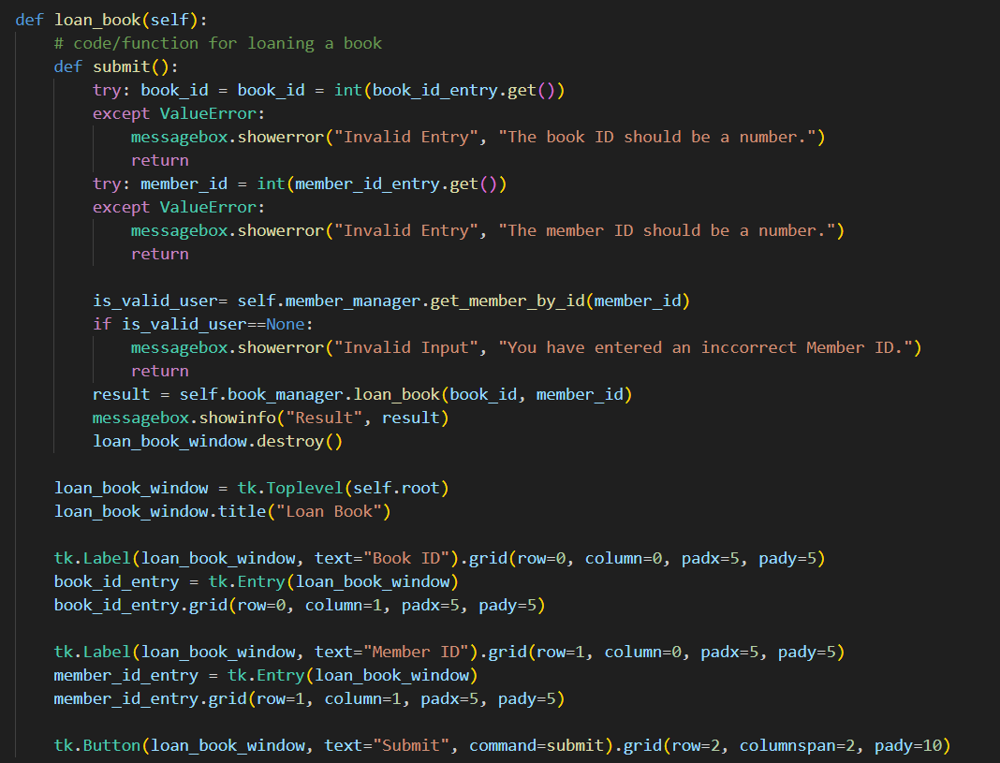 def loan_book(self):
    # code/function for loaning a book
    def submit():
        try: book_id = book_id = int(book_id_entry.get())
        except ValueError:
            messagebox.showerror("Invalid Entry", "The book ID should be a number.")
            return
        try: member_id = int(member_id_entry.get())
        except ValueError:
            messagebox.showerror("Invalid Entry", "The member ID should be a number.")
            return

        is_valid_user= self.member_manager.get_member_by_id(member_id)
        if is_valid_user==None:
            messagebox.showerror("Invalid Input", "You have entered an inccorrect Member ID.")
            return
        result = self.book_manager.loan_book(book_id, member_id)
        messagebox.showinfo("Result", result)
        loan_book_window.destroy()

    loan_book_window = tk.Toplevel(self.root)
    loan_book_window.title("Loan Book")

    tk.Label(loan_book_window, text="Book ID").grid(row=0, column=0, padx=5, pady=5)
    book_id_entry = tk.Entry(loan_book_window)
    book_id_entry.grid(row=0, column=1, padx=5, pady=5)

    tk.Label(loan_book_window, text="Member ID").grid(row=1, column=0, padx=5, pady=5)
    member_id_entry = tk.Entry(loan_book_window)
    member_id_entry.grid(row=1, column=1, padx=5, pady=5)

    tk.Button(loan_book_window, text="Submit", command=submit).grid(row=2, columnspan=2, pady=10)